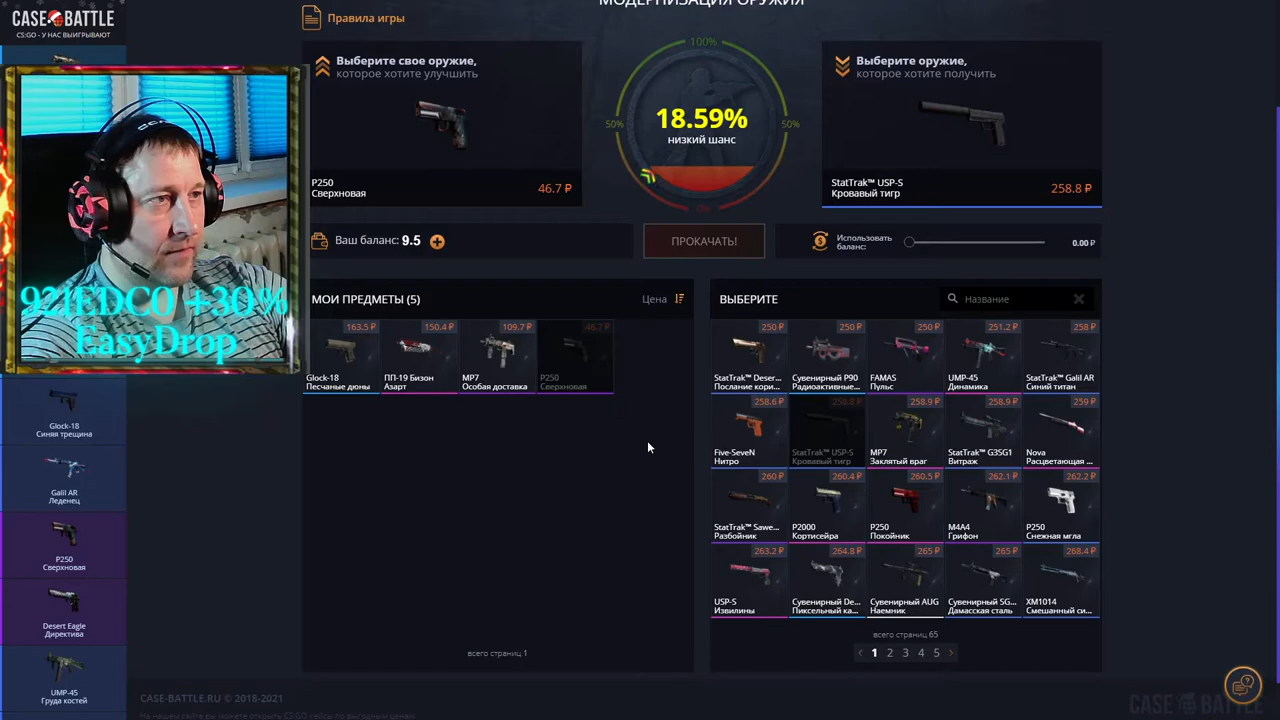 CASE BATTLE
CS:GO - У НАС ВЫИГРЫВАЮТ
МОДЕРНИЗАЦИЯ ОРУЖИЯ
Правила игры
Выберите свое оружие,
которое хотите улучшить
P250
Сверхновая
46.7 ₽
100%
50%
50%
18.59%
низкий шанс
0%
Выберите оружие,
которое хотите получить
StatTrak™ USP-S
Кровавый тигр
258.8 ₽
Ваш баланс: 9.5
ПРОКАЧАТЬ!
Использовать
баланс:
0.00 ₽
921EDC0 +30%
EasyDrop
МОИ ПРЕДМЕТЫ (5)
Цена
163.5 ₽
Glock-18
Песчаные дюны
150.4 ₽
ПП-19 Бизон
Азарт
109.7 ₽
MP7
Особая доставка
46.7 ₽
P250
Сверхновая
всего страниц 1
ВЫБЕРИТЕ
Название
250 ₽
StatTrak™ Deser...
Послание кори...
250 ₽
Сувенирный P90
Радиоактивные...
250 ₽
FAMAS
Пульс
251.2 ₽
UMP-45
Динамика
258 ₽
StatTrak™ Galil AR
Синий титан
258.6 ₽
Five-SeveN
Нитро
258.8 ₽
StatTrak™ USP-S
Кровавый тигр
258.9 ₽
MP7
Заклятый враг
258.9 ₽
StatTrak™ G3SG1
Витраж
259 ₽
Nova
Расцветающая ...
260 ₽
StatTrak™ Sawe...
Разбойник
260.4 ₽
P2000
Кортисейра
260.5 ₽
P250
Покойник
262.1 ₽
M4A4
Грифон
262.2 ₽
P250
Снежная мгла
263.2 ₽
USP-S
Извилины
264.8 ₽
Сувенирный De...
Пиксельный ка...
265 ₽
Сувенирный AUG
Наемник
265 ₽
Сувенирный SG...
Дамасская сталь
268.4 ₽
XM1014
Смешанный си...
всего страниц 65
1 2 3 4 5
Glock-18
Синяя трещина
Galil AR
Леденец
P250
Сверхновая
Desert Eagle
Директива
UMP-45
Груда костей
CASE-BATTLE.RU © 2018-2021
CASE BATTLE